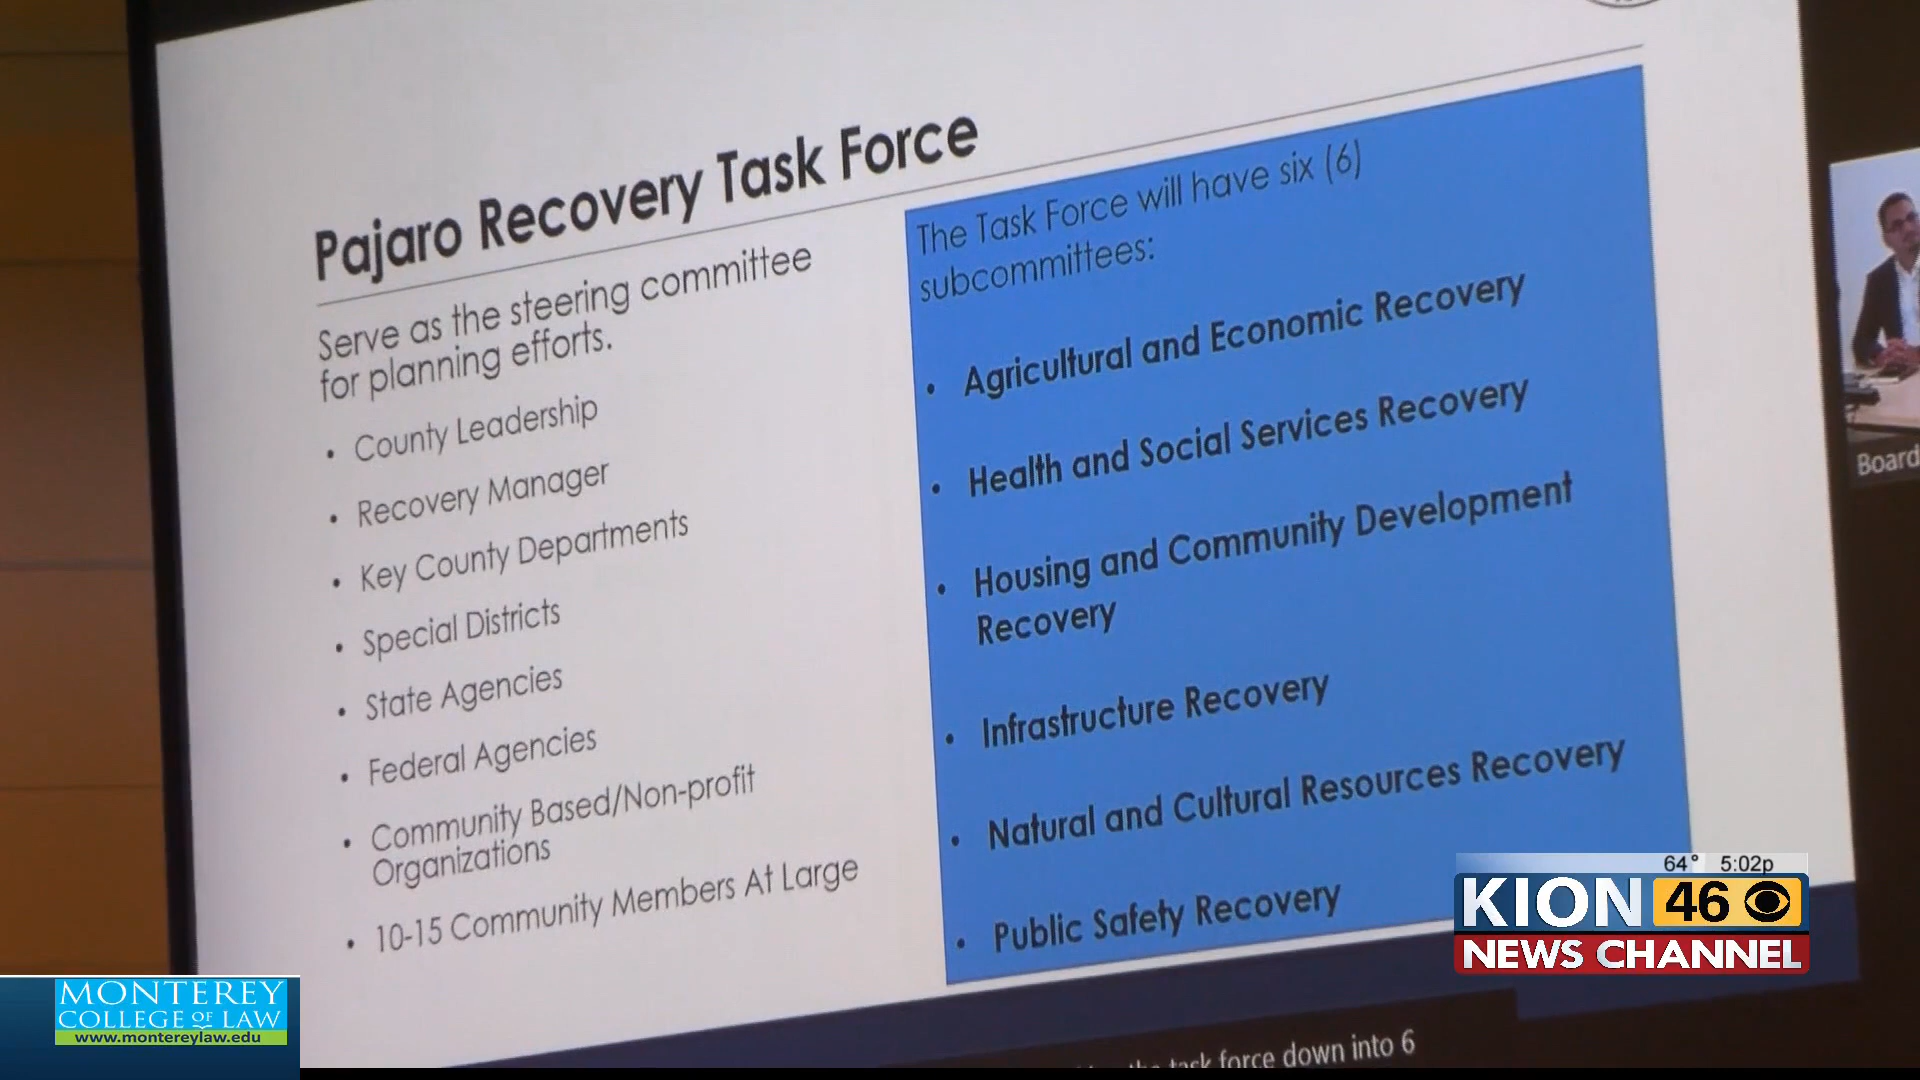 Pajaro Recovery Task Force
Serve as the steering committee
for planning efforts.
• County Leadership
• Recovery Manager
• Key County Departments
• Special Districts
• State Agencies
• Federal Agencies
• Community Based/Non-profit
Organizations
• 10-15 Community Members At Large
The Task Force will have six (6)
subcommittees:
• Agricultural and Economic Recovery
• Health and Social Services Recovery
• Housing and Community Development
Recovery
• Infrastructure Recovery
• Natural and Cultural Resources Recovery
• Public Safety Recovery
Board
task force down into 6
64° 5:02p
KION 46
NEWS CHANNEL
MONTEREY
COLLEGE OF LAW
www.montereylaw.edu